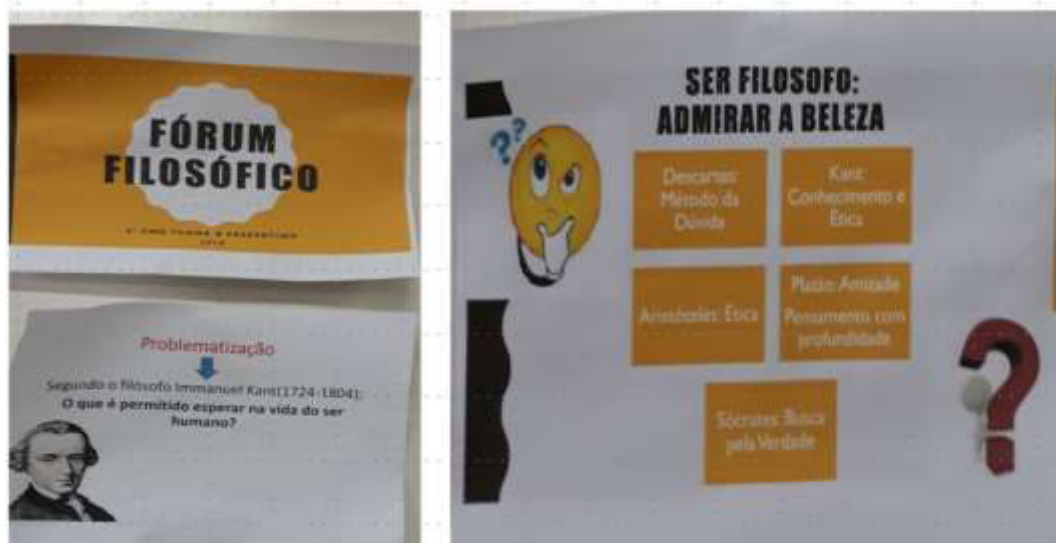 FÓRUM
FILOSÓFICO
Problematização
Segundo o filósofo Immanuel Kant(1724-1804):
O que é permitido esperar na vida do ser
humano?
??
SER FILOSOFO:
ADMIRAR A BELEZA
Descartes:
Método da
Dúvida
Kant:
Conhecimento e
Ética
Aristóteles: Ética
Platão: Amizade
Pensamento com
profundidade
Sócrates: Busca
pela Verdade
?